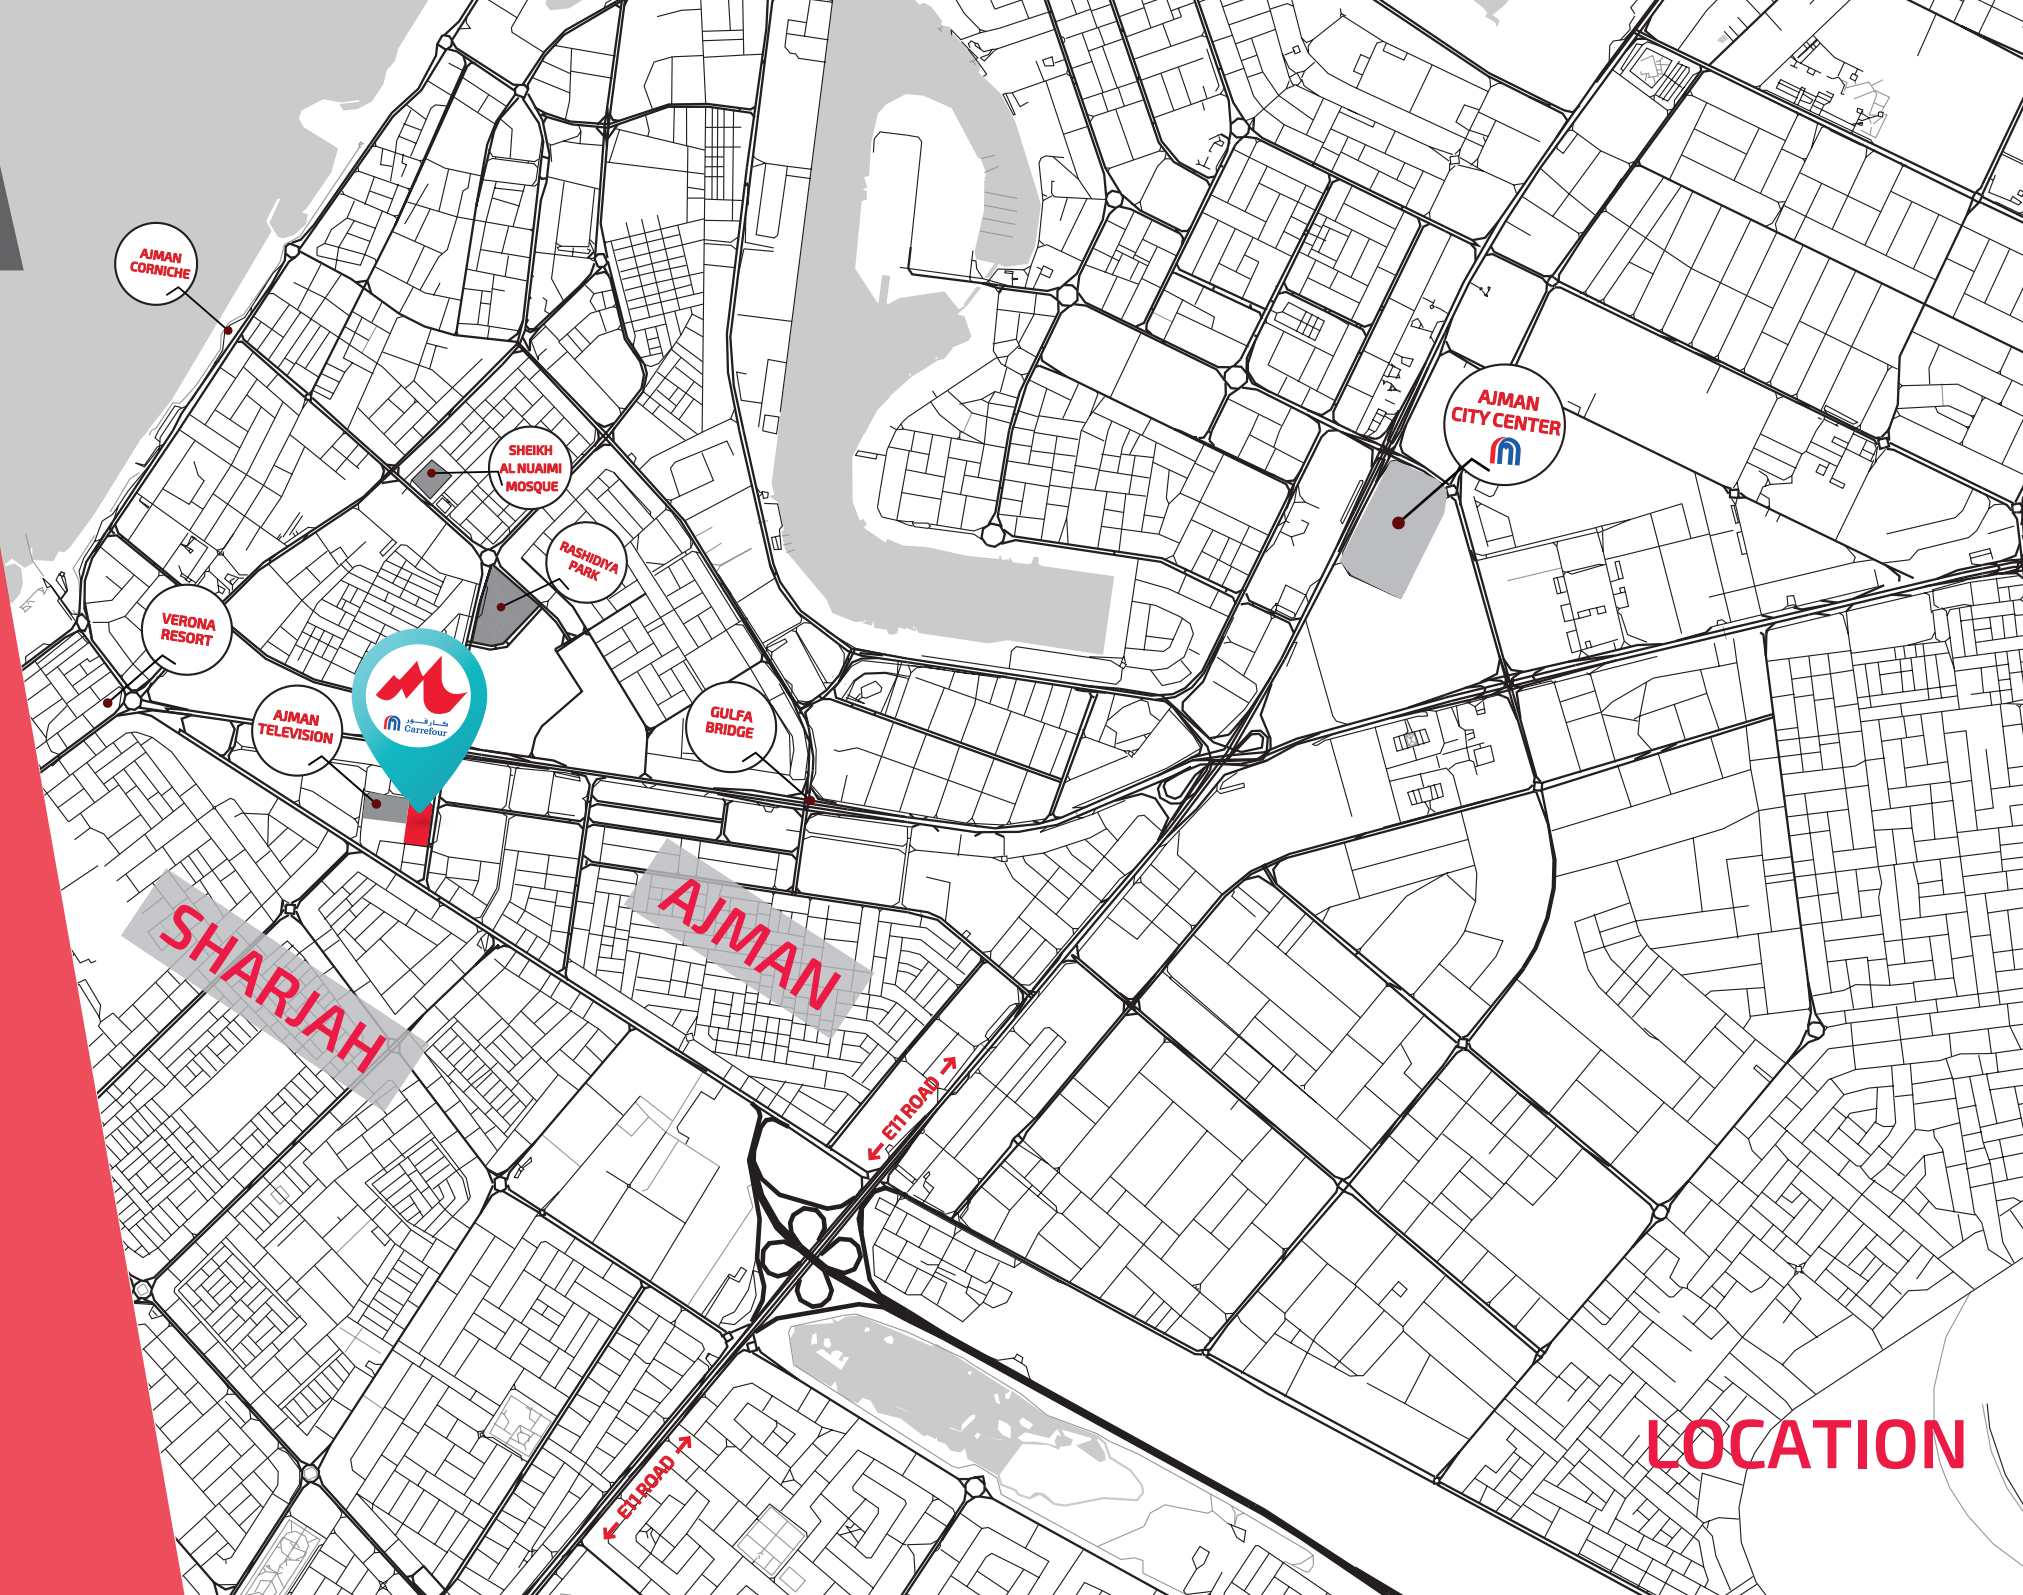 AJMAN
CORNICHE
AJMAN
CITY CENTER
SHEIKH
AL NUAIMI
MOSQUE
RASHIDIYA
PARK
VERONA
RESORT
كارفور
Carrefour
AJMAN
TELEVISION
GULFA
BRIDGE
SHARJAH
AJMAN
E11 ROAD
E11 ROAD
LOCATION